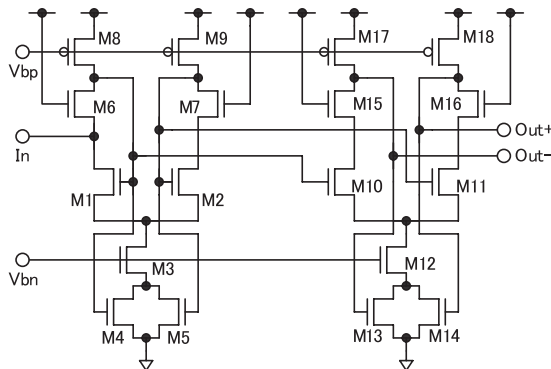 M8 M9 M17 M18
Vbp
M6 M7 M15 M16
Out+
In Out−
M1 M2 M10 M11
M3 M12
Vbn
M4 M5 M13 M14